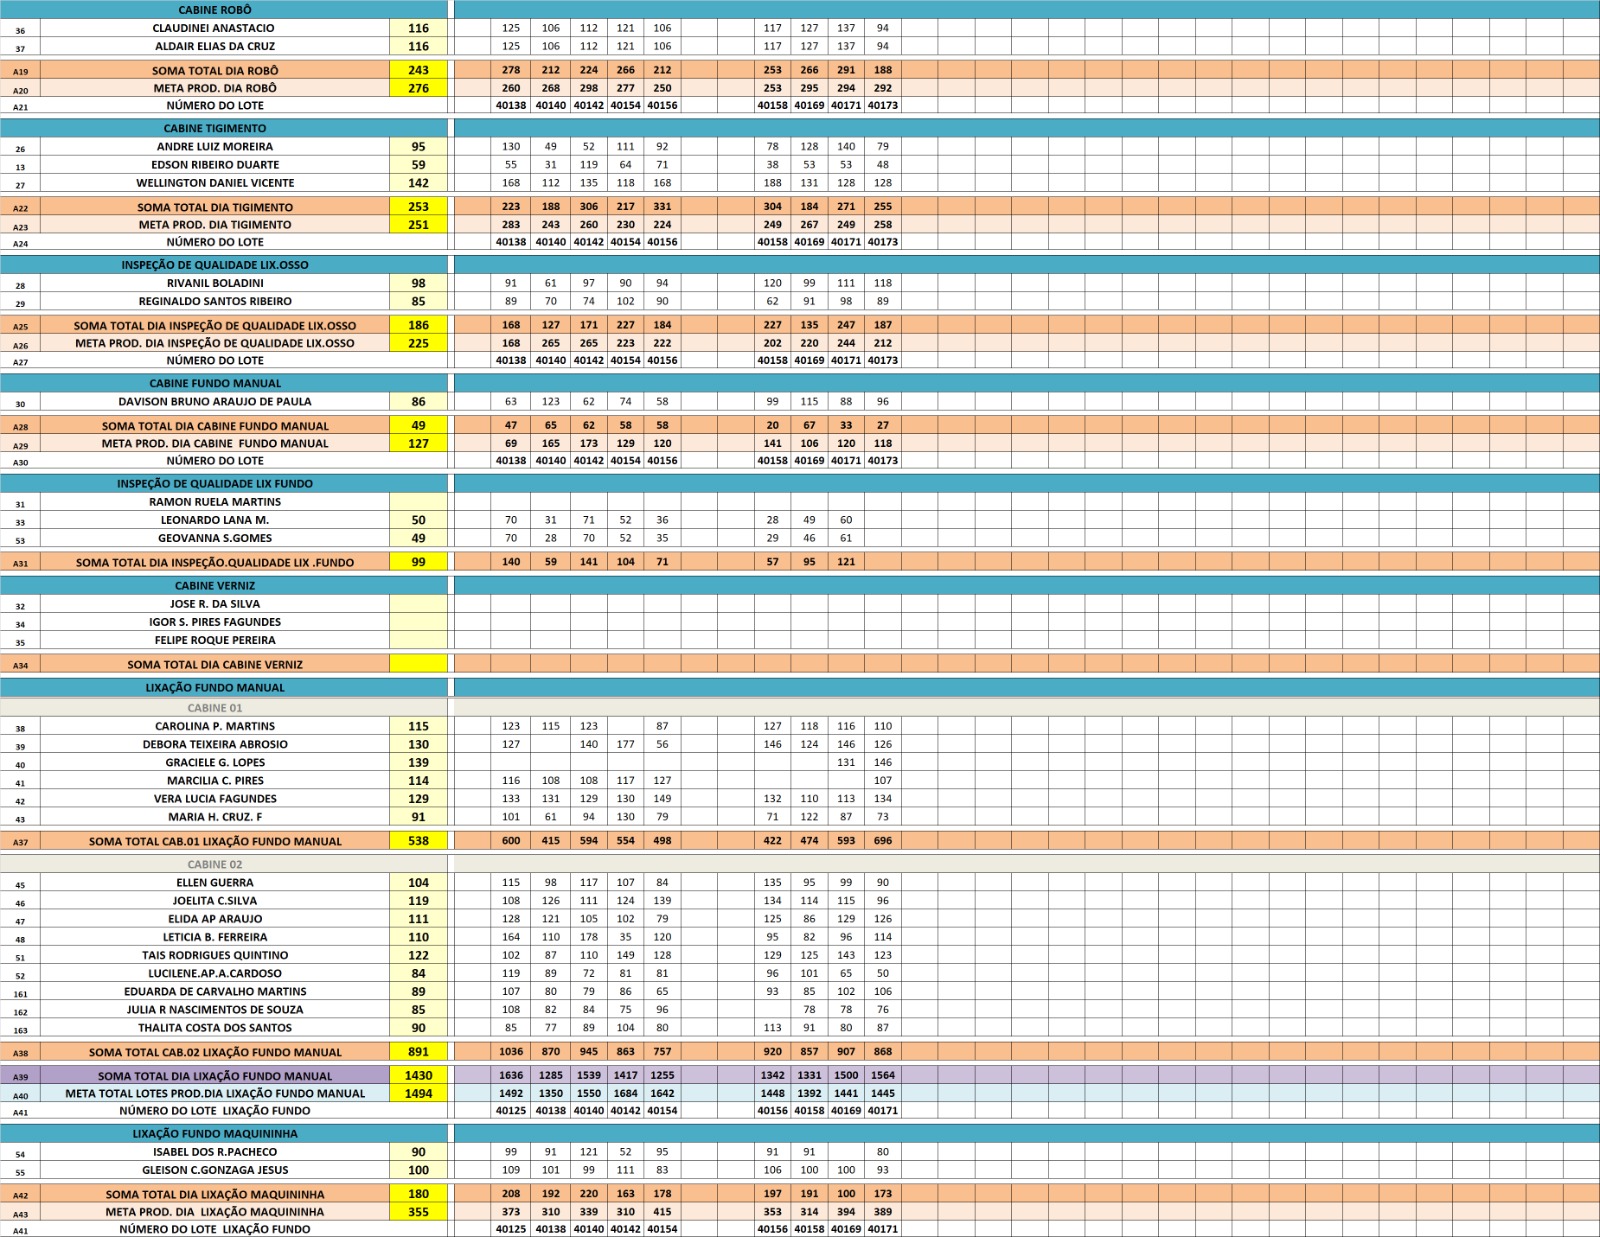 CABINE ROBÔ
36 CLAUDINEI ANASTACIO 116 125 106 112 121 106 117 127 137 94
37 ALDAIR ELIAS DA CRUZ 116 125 106 112 121 106 117 127 137 94
A19 SOMA TOTAL DIA ROBÔ 243 278 212 224 266 212 253 266 291 188
A20 META PROD. DIA ROBÔ 276 260 268 298 277 250 253 295 294 292
A21 NÚMERO DO LOTE 40138 40140 40142 40154 40156 40158 40169 40171 40173
CABINE TIGIMENTO
26 ANDRE LUIZ MOREIRA 95 130 49 52 111 92 78 128 140 79
13 EDSON RIBEIRO DUARTE 59 55 31 119 64 71 38 53 53 48
27 WELLINGTON DANIEL VICENTE 142 168 112 135 118 168 188 131 128 128
A22 SOMA TOTAL DIA TIGIMENTO 253 223 188 306 217 331 304 184 271 255
A23 META PROD. DIA TIGIMENTO 251 283 243 260 230 224 249 267 249 258
A24 NÚMERO DO LOTE 40138 40140 40142 40154 40156 40158 40169 40171 40173
INSPEÇÃO DE QUALIDADE LIX.OSSO
28 RIVANIL BOLADINI 98 91 61 97 90 94 120 99 111 118
29 REGINALDO SANTOS RIBEIRO 85 89 70 74 102 90 62 91 98 89
A25 SOMA TOTAL DIA INSPEÇÃO DE QUALIDADE LIX.OSSO 186 168 127 171 227 184 227 135 247 187
A26 META PROD. DIA INSPEÇÃO DE QUALIDADE LIX.OSSO 225 168 265 265 223 222 202 220 244 212
A27 NÚMERO DO LOTE 40138 40140 40142 40154 40156 40158 40169 40171 40173
CABINE FUNDO MANUAL
30 DAVISON BRUNO ARAUJO DE PAULA 86 63 123 62 74 58 99 115 88 96
A28 SOMA TOTAL DIA CABINE FUNDO MANUAL 49 47 65 62 58 58 20 67 33 27
A29 META PROD. DIA CABINE FUNDO MANUAL 127 69 165 173 129 120 141 106 120 118
A30 NÚMERO DO LOTE 40138 40140 40142 40154 40156 40158 40169 40171 40173
INSPEÇÃO DE QUALIDADE LIX FUNDO
31 RAMON RUELA MARTINS
33 LEONARDO LANA M. 50 70 31 71 52 36 28 49 60
53 GEOVANNA S.GOMES 49 70 28 70 52 35 29 46 61
A31 SOMA TOTAL DIA INSPEÇÃO.QUALIDADE LIX .FUNDO 99 140 59 141 104 71 57 95 121
CABINE VERNIZ
32 JOSE R. DA SILVA
34 IGOR S. PIRES FAGUNDES
35 FELIPE ROQUE PEREIRA
A34 SOMA TOTAL DIA CABINE VERNIZ
LIXAÇÃO FUNDO MANUAL
CABINE 01
38 CAROLINA P. MARTINS 115 123 115 123 87 127 118 116 110
39 DEBORA TEIXEIRA ABROSIO 130 127 140 177 56 146 124 146 126
40 GRACIELE G. LOPES 139 131 146
41 MARCILIA C. PIRES 114 116 108 108 117 127 107
42 VERA LUCIA FAGUNDES 129 133 131 129 130 149 132 110 113 134
43 MARIA H. CRUZ. F 91 101 61 94 130 79 71 122 87 73
A37 SOMA TOTAL CAB.01 LIXAÇÃO FUNDO MANUAL 538 600 415 594 554 498 422 474 593 696
CABINE 02
45 ELLEN GUERRA 104 115 98 117 107 84 135 95 99 90
46 JOELITA C.SILVA 119 108 126 111 124 139 134 114 115 96
47 ELIDA AP ARAUJO 111 128 121 105 102 79 125 86 129 126
48 LETICIA B. FERREIRA 110 164 110 178 35 120 95 82 96 114
51 TAIS RODRIGUES QUINTINO 122 102 87 110 149 128 129 125 143 123
52 LUCILENE.AP.A.CARDOSO 84 119 89 72 81 81 96 101 65 50
161 EDUARDA DE CARVALHO MARTINS 89 107 80 79 86 65 93 85 102 106
162 JULIA R NASCIMENTOS DE SOUZA 85 108 82 84 75 96 78 78 76
163 THALITA COSTA DOS SANTOS 90 85 77 89 104 80 113 91 80 87
A38 SOMA TOTAL CAB.02 LIXAÇÃO FUNDO MANUAL 891 1036 870 945 863 757 920 857 907 868
A39 SOMA TOTAL DIA LIXAÇÃO FUNDO MANUAL 1430 1636 1285 1539 1417 1255 1342 1331 1500 1564
A40 META TOTAL LOTES PROD.DIA LIXAÇÃO FUNDO MANUAL 1494 1492 1350 1550 1684 1642 1448 1392 1441 1445
A41 NÚMERO DO LOTE LIXAÇÃO FUNDO 40125 40138 40140 40142 40154 40156 40158 40169 40171
LIXAÇÃO FUNDO MAQUININHA
54 ISABEL DOS R.PACHECO 90 99 91 121 52 95 91 91 80
55 GLEISON C.GONZAGA JESUS 100 109 101 99 111 83 106 100 100 93
A42 SOMA TOTAL DIA LIXAÇÃO MAQUININHA 180 208 192 220 163 178 197 191 100 173
A43 META PROD. DIA LIXAÇÃO MAQUININHA 355 373 310 339 310 415 353 314 394 389
A41 NÚMERO DO LOTE LIXAÇÃO FUNDO 40125 40138 40140 40142 40154 40156 40158 40169 40171